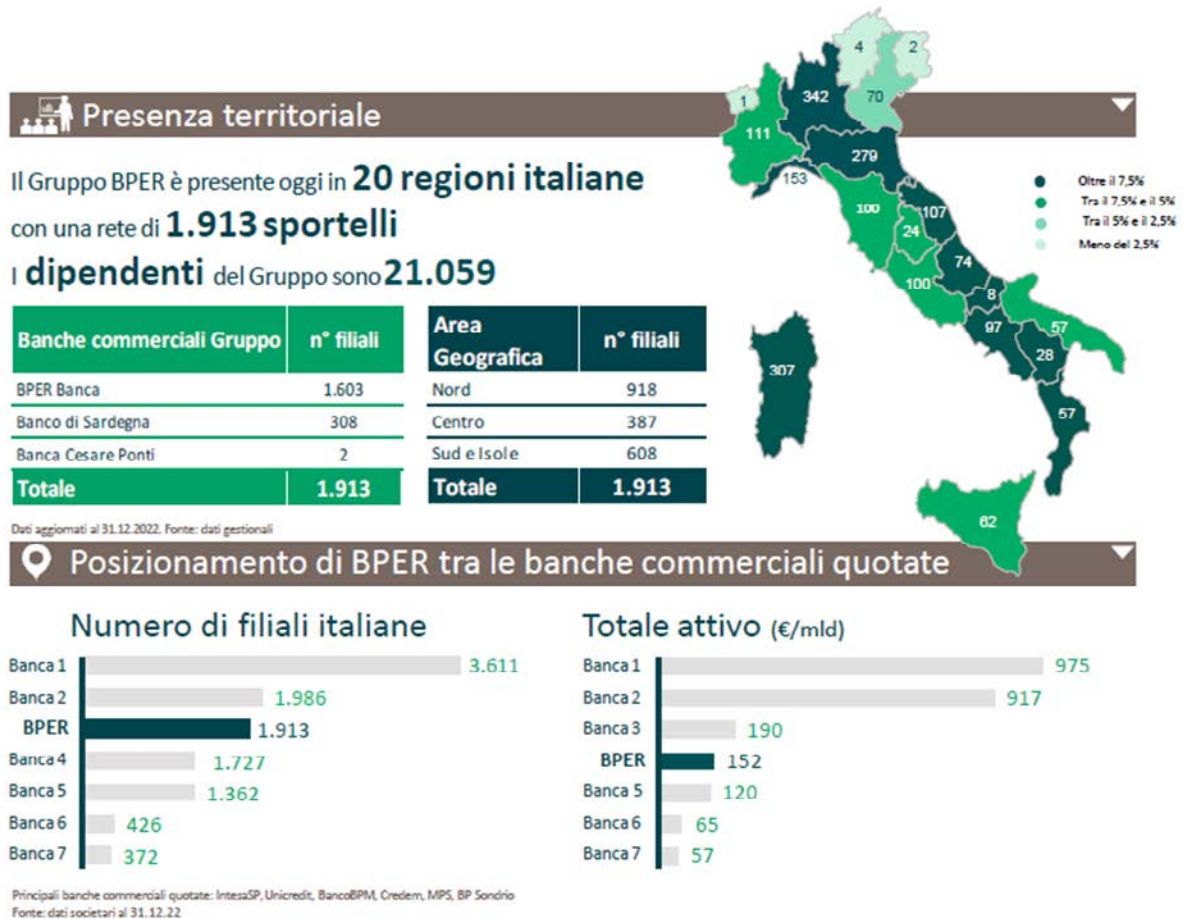 Presenza territoriale
Il Gruppo BPER è presente oggi in 20 regioni italiane
con una rete di 1.913 sportelli
I dipendenti del Gruppo sono 21.059
Banche commerciali Gruppo n° filiali
BPER Banca 1.603
Banco di Sardegna 308
Banca Cesare Ponti 2
Totale 1.913
Area
Geografica n° filiali
Nord 918
Centro 387
Sud e Isole 608
Totale 1.913
Dati aggiornati al 31.12.2022. Fonte: dati gestionali
4 2
1 342 70
111
279
153
100 107
24
74
100
8
97 57
28
307
57
62
Oltre il 7,5%
Tra il 7,5% e il 5%
Tra il 5% e il 2,5%
Meno del 2,5%
Posizionamento di BPER tra le banche commerciali quotate
Numero di filiali italiane
Banca 1 3.611
Banca 2 1.986
BPER 1.913
Banca 4 1.727
Banca 5 1.362
Banca 6 426
Banca 7 372
Totale attivo (€/mld)
Banca 1 975
Banca 2 917
Banca 3 190
BPER 152
Banca 5 120
Banca 6 65
Banca 7 57
Principali banche commerciali quotate: IntesaSP, Unicredit, BancoBPM, Credem, MPS, BP Sondrio
Fonte: dati societari al 31.12.22